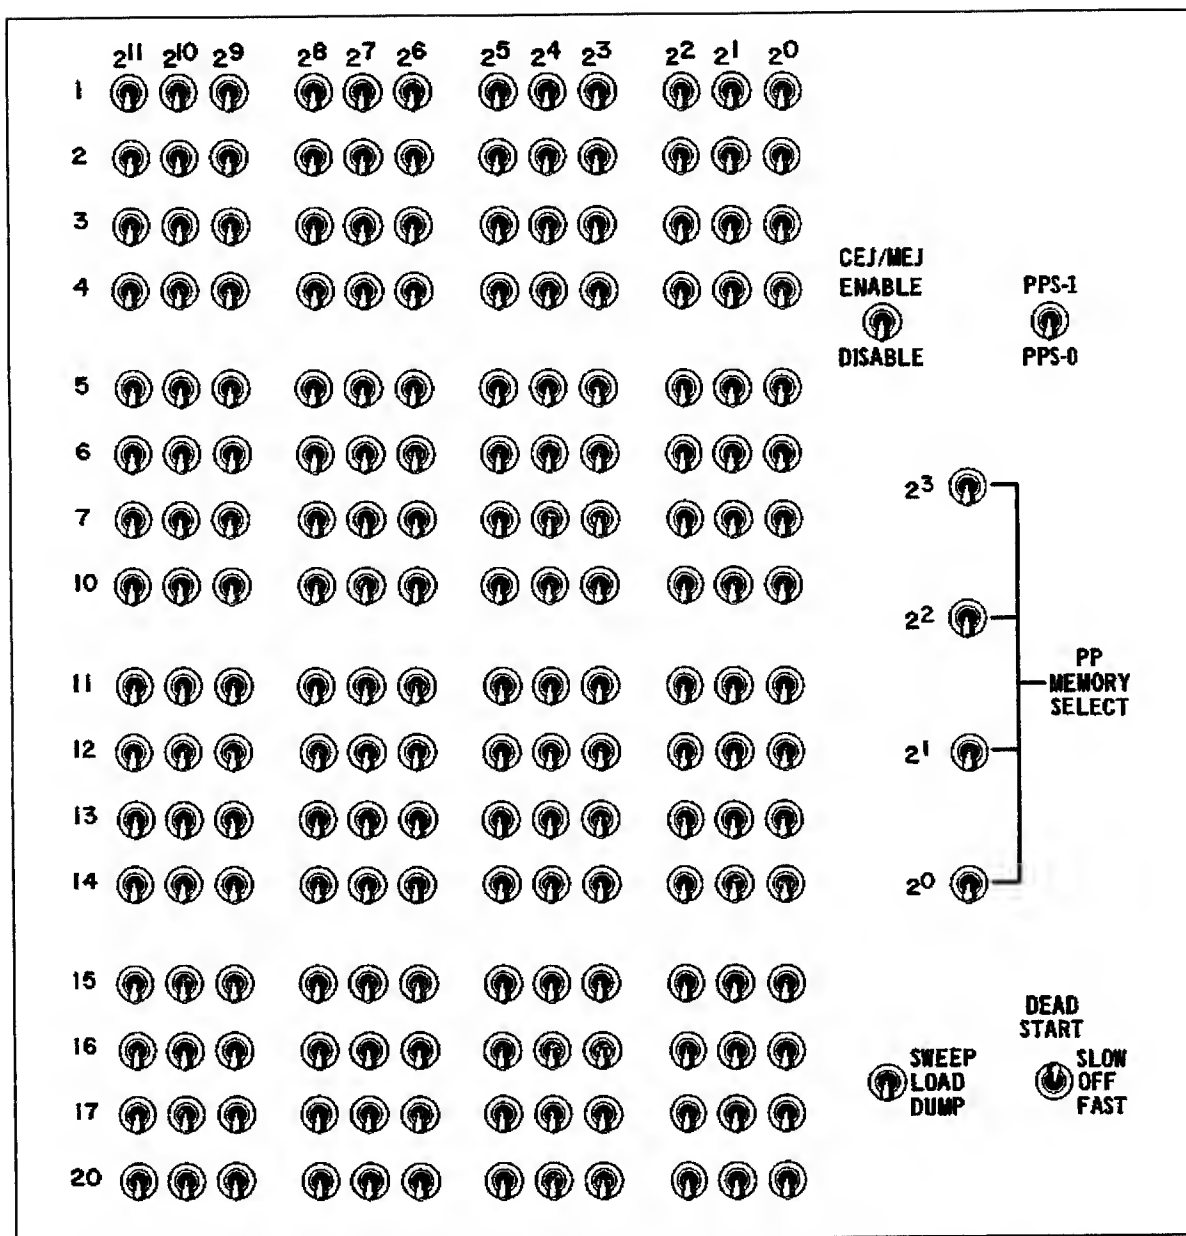 2¹¹ 2¹⁰ 2⁹ 2⁸ 2⁷ 2⁶ 2⁵ 2⁴ 2³ 2² 2¹ 2⁰
1
2
3
4
5
6
7
10
11
12
13
14
15
16
17
20
CEJ/MEJ
ENABLE
DISABLE
PPS-1
PPS-0
2³
2²
2¹
2⁰
PP
MEMORY
SELECT
SWEEP
LOAD
DUMP
DEAD
START
SLOW
OFF
FAST